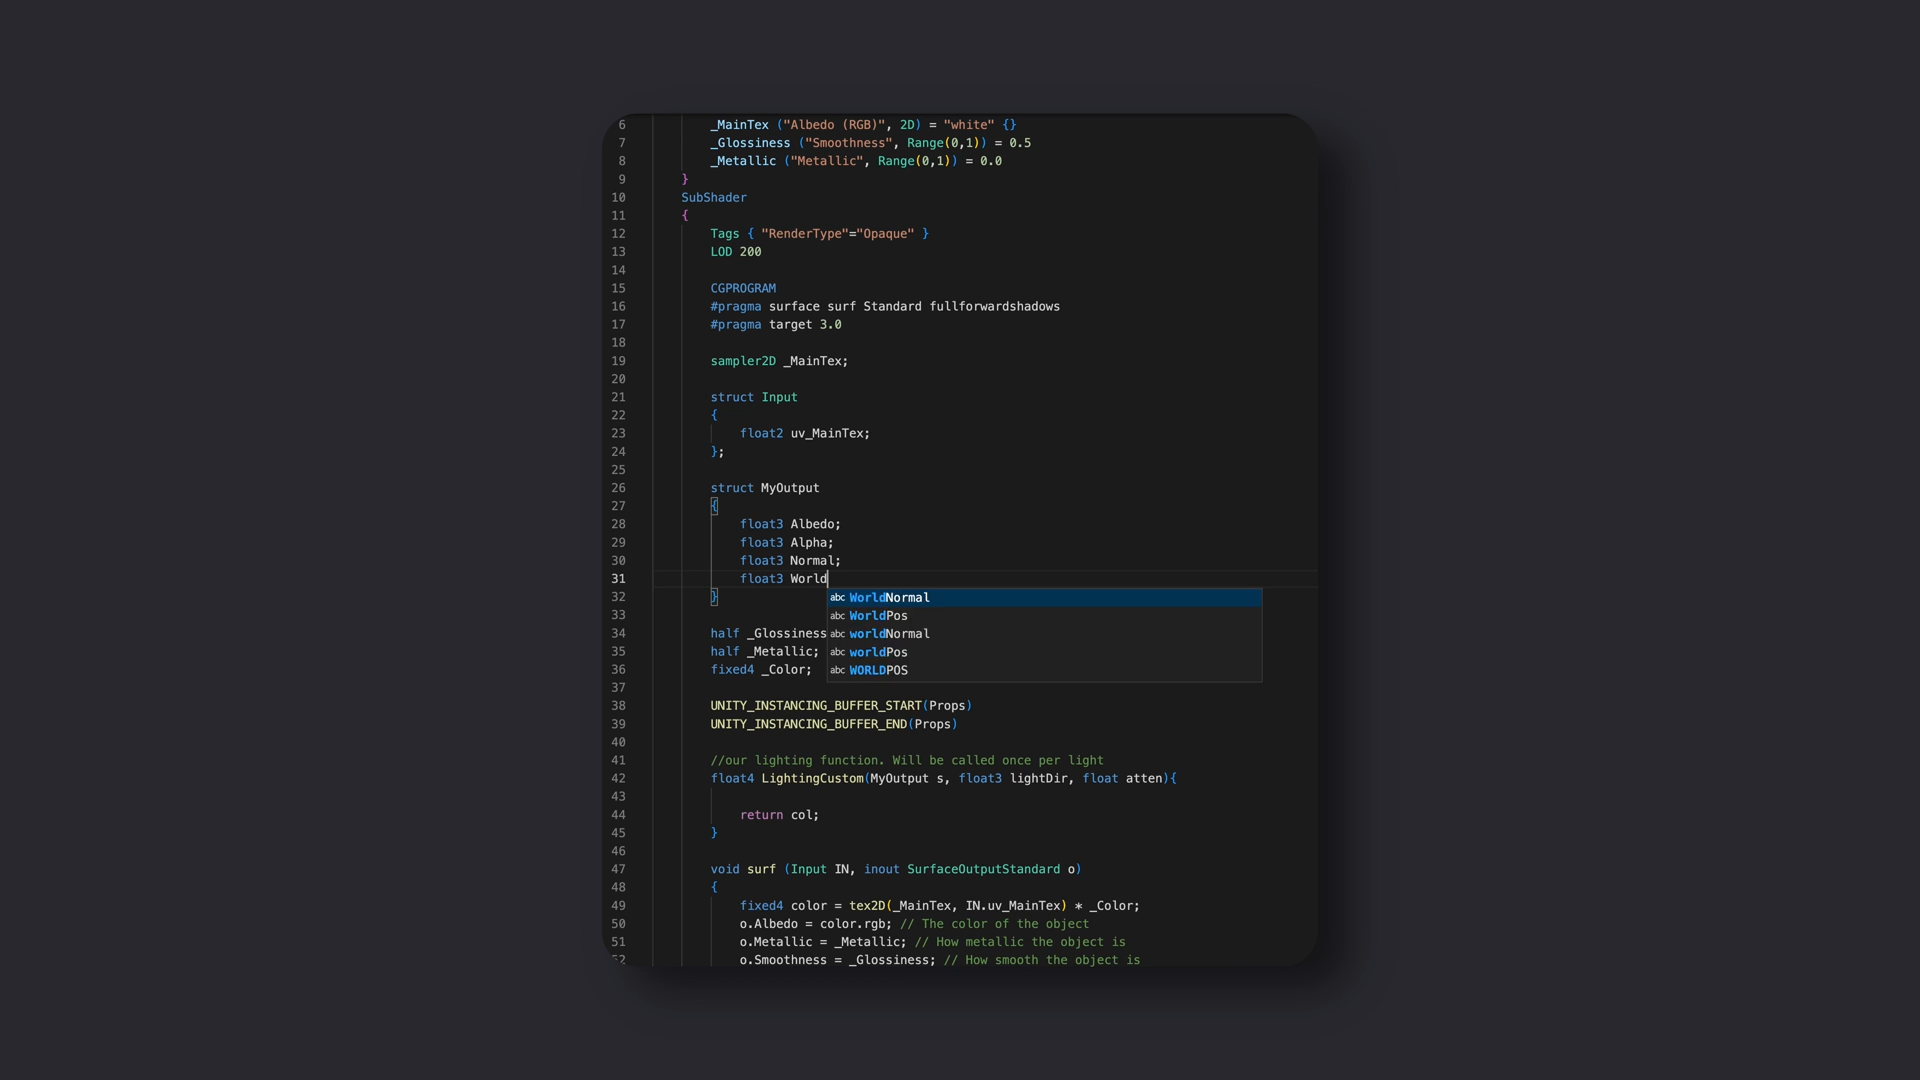 6 _MainTex ("Albedo (RGB)", 2D) = "white" {}
7 _Glossiness ("Smoothness", Range(0,1)) = 0.5
8 _Metallic ("Metallic", Range(0,1)) = 0.0
9 }
10 SubShader
11 {
12 Tags { "RenderType"="Opaque" }
13 LOD 200
14
15 CGPROGRAM
16 #pragma surface surf Standard fullforwardshadows
17 #pragma target 3.0
18
19 sampler2D _MainTex;
20
21 struct Input
22 {
23 float2 uv_MainTex;
24 };
25
26 struct MyOutput
27 {
28 float3 Albedo;
29 float3 Alpha;
30 float3 Normal;
31 float3 World
32 } abc WorldNormal
33 abc WorldPos
34 half _Glossiness abc worldNormal
35 half _Metallic; abc worldPos
36 fixed4 _Color; abc WORLDPOS
37
38 UNITY_INSTANCING_BUFFER_START(Props)
39 UNITY_INSTANCING_BUFFER_END(Props)
40
41 //our lighting function. Will be called once per light
42 float4 LightingCustom(MyOutput s, float3 lightDir, float atten){
43
44 return col;
45 }
46
47 void surf (Input IN, inout SurfaceOutputStandard o)
48 {
49 fixed4 color = tex2D(_MainTex, IN.uv_MainTex) * _Color;
50 o.Albedo = color.rgb; // The color of the object
51 o.Metallic = _Metallic; // How metallic the object is
52 o.Smoothness = _Glossiness; // How smooth the object is